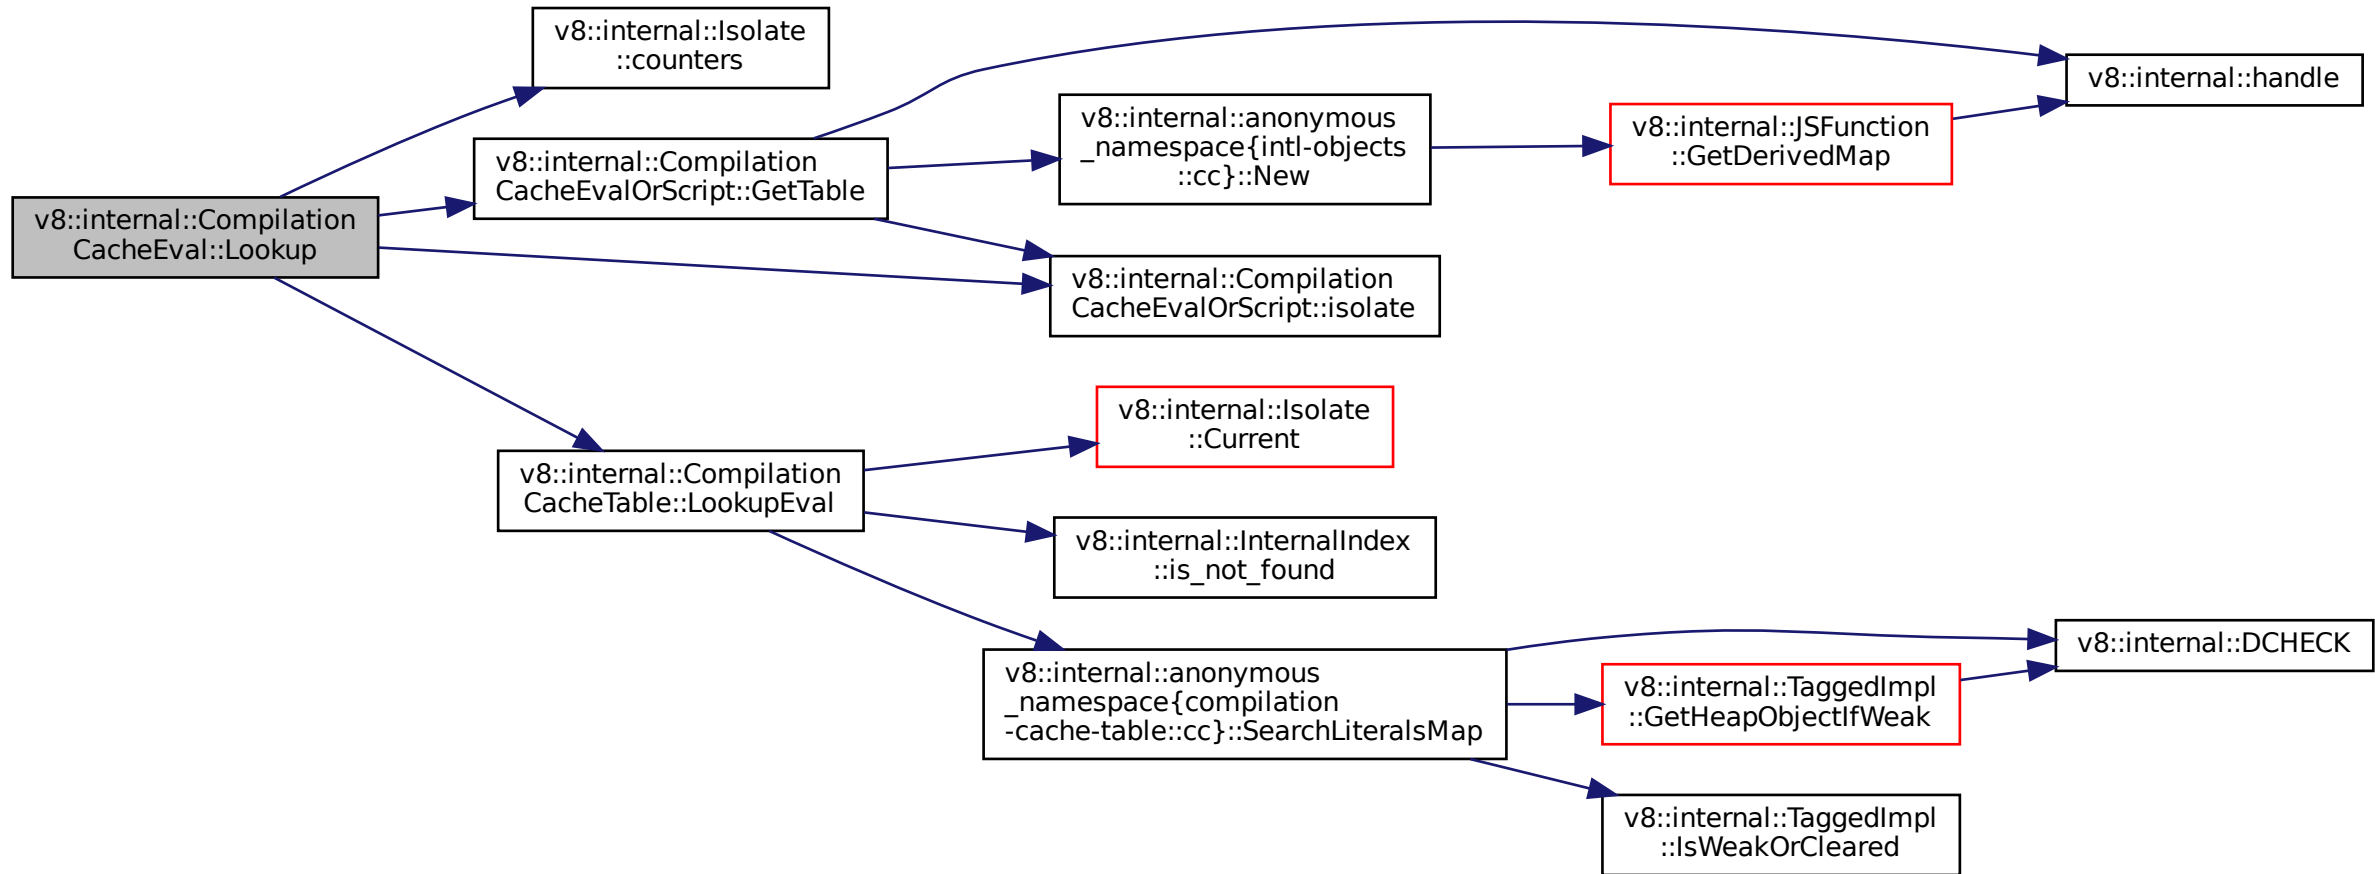 v8::internal::Compilation
CacheEval::Lookup
v8::internal::Isolate
::counters
v8::internal::Compilation
CacheEvalOrScript::GetTable
v8::internal::handle
v8::internal::anonymous
_namespace{intl-objects
::cc}::New
v8::internal::JSFunction
::GetDerivedMap
v8::internal::Compilation
CacheEvalOrScript::isolate
v8::internal::Compilation
CacheTable::LookupEval
v8::internal::Isolate
::Current
v8::internal::InternalIndex
::is_not_found
v8::internal::anonymous
_namespace{compilation
-cache-table::cc}::SearchLiteralsMap
v8::internal::DCHECK
v8::internal::TaggedImpl
::GetHeapObjectIfWeak
v8::internal::TaggedImpl
::IsWeakOrCleared